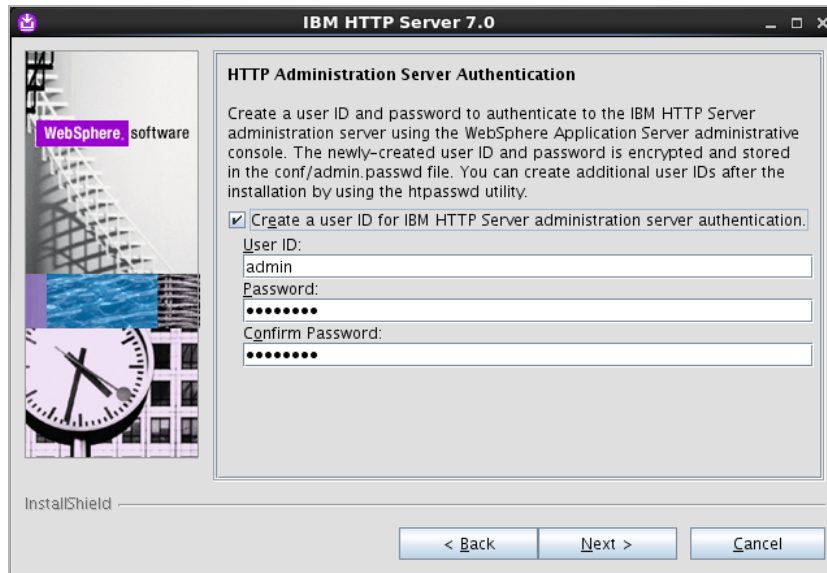 IBM HTTP Server 7.0
WebSphere. software
HTTP Administration Server Authentication
Create a user ID and password to authenticate to the IBM HTTP Server
administration server using the WebSphere Application Server administrative
console. The newly-created user ID and password is encrypted and stored
in the conf/admin.passwd file. You can create additional user IDs after the
installation by using the htpasswd utility.
Create a user ID for IBM HTTP Server administration server authentication.
User ID:
admin
Password:
••••••••
Confirm Password:
••••••••
InstallShield
< Back
Next >
Cancel